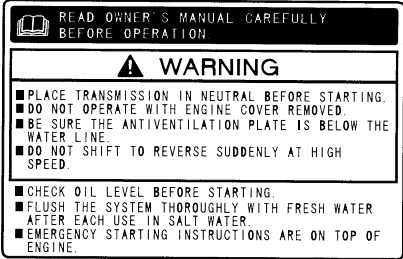 READ OWNER'S MANUAL CAREFULLY
BEFORE OPERATION.
WARNING
■PLACE TRANSMISSION IN NEUTRAL BEFORE STARTING.
■DO NOT OPERATE WITH ENGINE COVER REMOVED.
■BE SURE THE ANTIVENTILATION PLATE IS BELOW THE
WATER LINE.
■DO NOT SHIFT TO REVERSE SUDDENLY AT HIGH
SPEED.
■CHECK OIL LEVEL BEFORE STARTING.
■FLUSH THE SYSTEM THOROUGHLY WITH FRESH WATER
AFTER EACH USE IN SALT WATER.
■EMERGENCY STARTING INSTRUCTIONS ARE ON TOP OF
ENGINE.